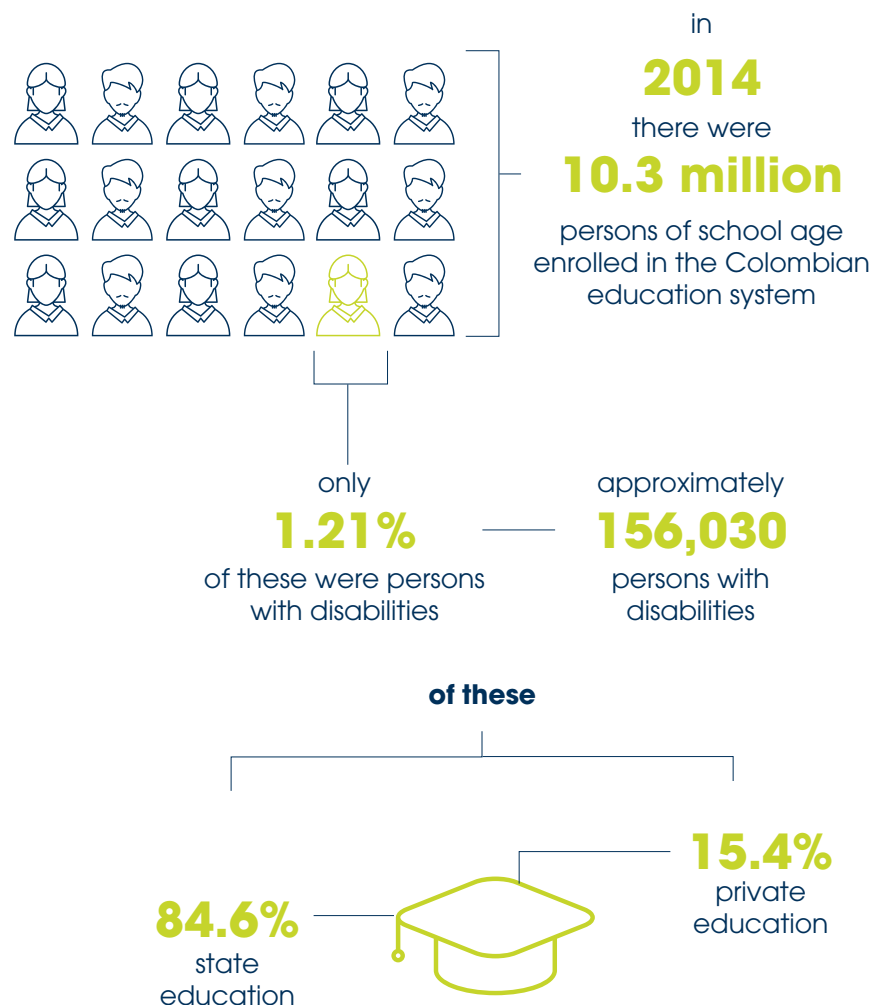 in
2014
there were
10.3 million
persons of school age
enrolled in the Colombian
education system
only
1.21%
of these were persons
with disabilities
approximately
156,030
persons with
disabilities
of these
84.6%
state
education
15.4%
private
education